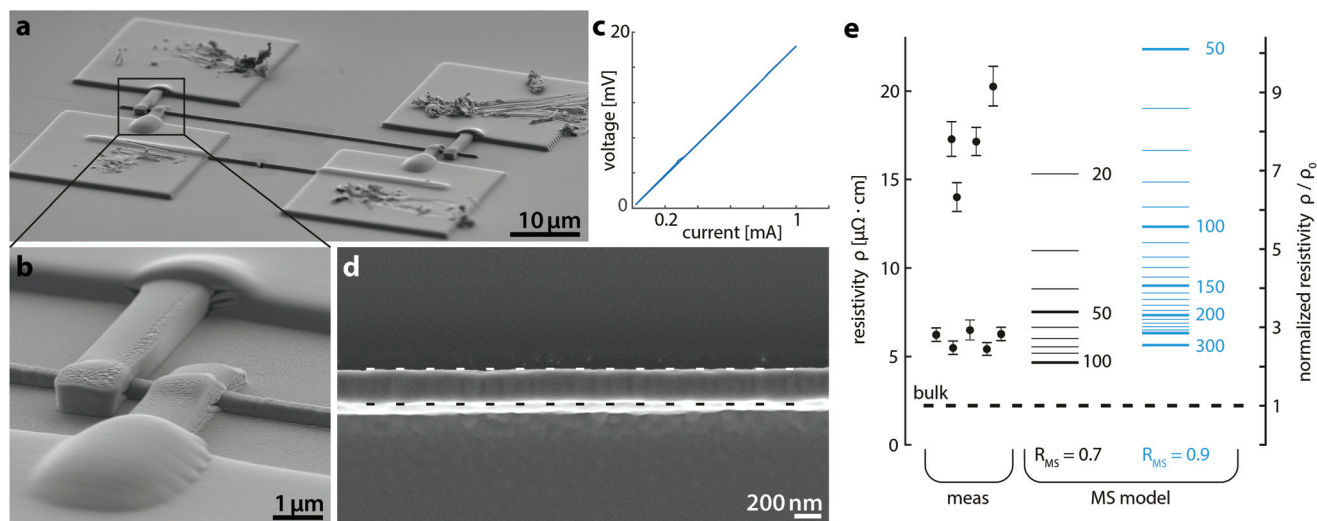 a
10 µm
b
1 µm
c
20
voltage [mV]
0
0.2
1
current [mA]
d
200 nm
e
resistivity ρ [µΩ · cm]
20
15
10
5
0
bulk
meas
20
50
100
R_MS = 0.7
50
100
150
200
300
R_MS = 0.9
MS model
9
7
5
3
1
normalized resistivity ρ / ρ₀